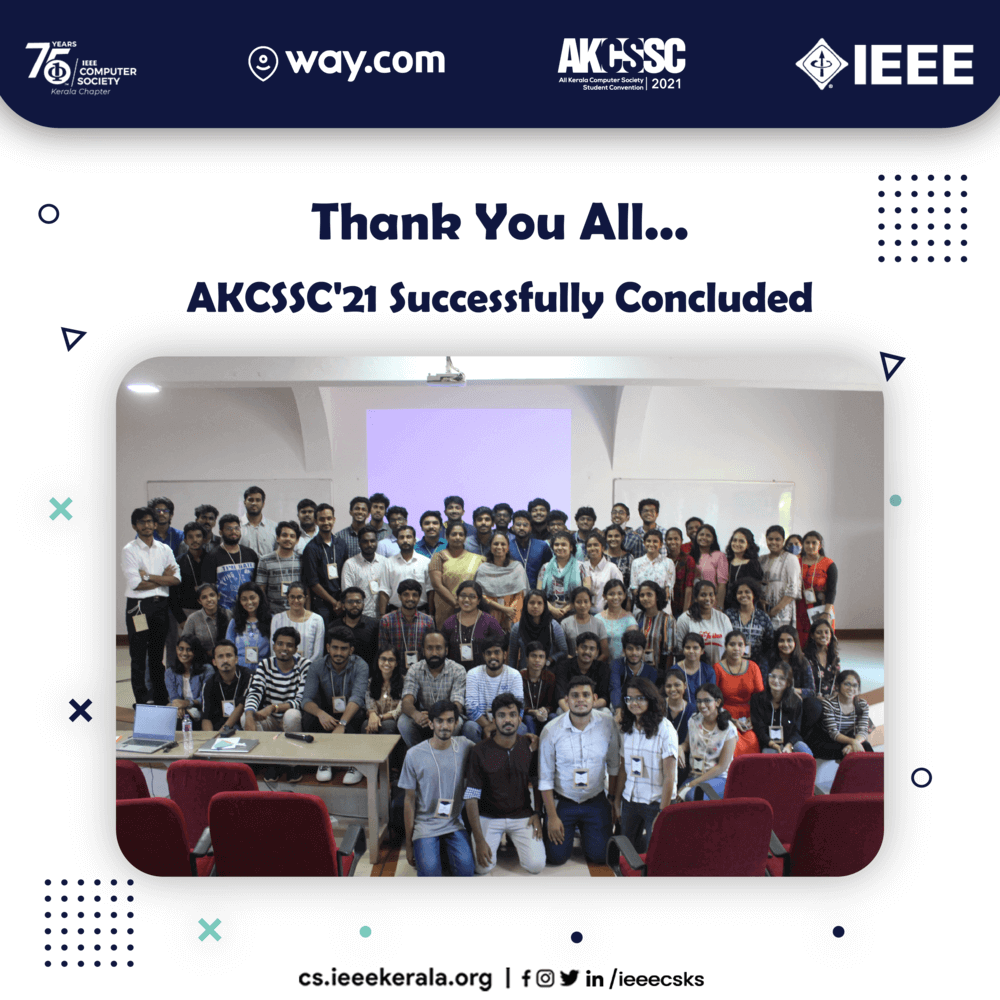 75 YEARS
IEEE
COMPUTER
SOCIETY
Kerala Chapter
way.com
AKCSSC
All Kerala Computer Society
Student Convention
2021
IEEE
Thank You All...
AKCSSC'21 Successfully Concluded
cs.ieeekerala.org | /ieeecsks